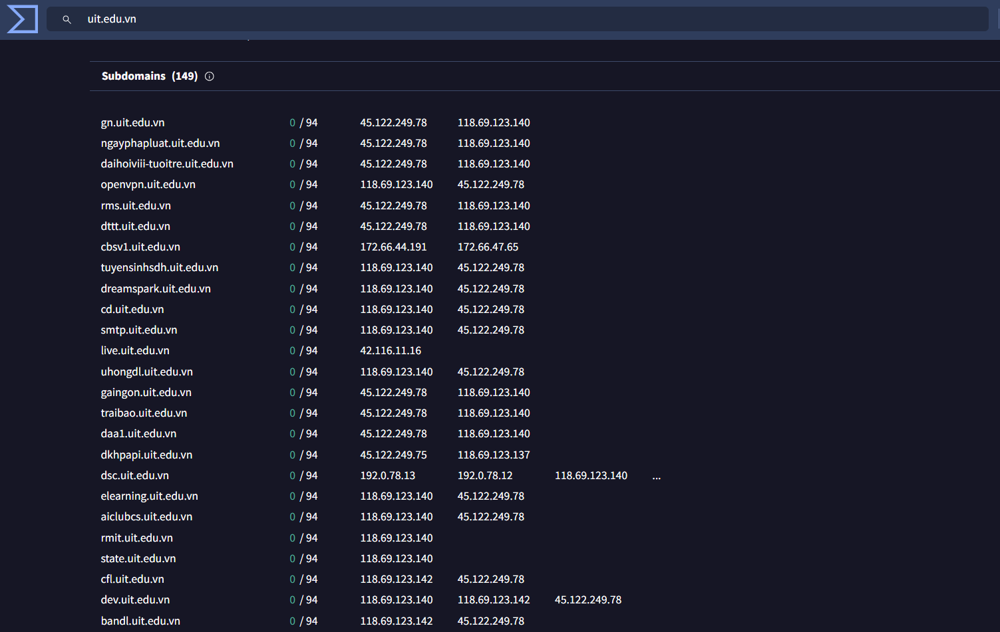 uit.edu.vn
Subdomains (149)
gn.uit.edu.vn 0 / 94 45.122.249.78 118.69.123.140
ngayphapluat.uit.edu.vn 0 / 94 45.122.249.78 118.69.123.140
daihoiviii-tuoitre.uit.edu.vn 0 / 94 45.122.249.78 118.69.123.140
openvpn.uit.edu.vn 0 / 94 118.69.123.140 45.122.249.78
rms.uit.edu.vn 0 / 94 45.122.249.78 118.69.123.140
dttt.uit.edu.vn 0 / 94 45.122.249.78 118.69.123.140
cbsv1.uit.edu.vn 0 / 94 172.66.44.191 172.66.47.65
tuyensinhsdh.uit.edu.vn 0 / 94 118.69.123.140 45.122.249.78
dreamspark.uit.edu.vn 0 / 94 118.69.123.140 45.122.249.78
cd.uit.edu.vn 0 / 94 118.69.123.140 45.122.249.78
smtp.uit.edu.vn 0 / 94 118.69.123.140 45.122.249.78
live.uit.edu.vn 0 / 94 42.116.11.16
uhongdl.uit.edu.vn 0 / 94 118.69.123.140 45.122.249.78
gaingon.uit.edu.vn 0 / 94 45.122.249.78 118.69.123.140
traibao.uit.edu.vn 0 / 94 45.122.249.78 118.69.123.140
daa1.uit.edu.vn 0 / 94 45.122.249.78 118.69.123.140
dkhpapi.uit.edu.vn 0 / 94 45.122.249.75 118.69.123.137
dsc.uit.edu.vn 0 / 94 192.0.78.13 192.0.78.12 118.69.123.140 ...
elearning.uit.edu.vn 0 / 94 118.69.123.140 45.122.249.78
aiclubcs.uit.edu.vn 0 / 94 118.69.123.140 45.122.249.78
rmit.uit.edu.vn 0 / 94 118.69.123.140
state.uit.edu.vn 0 / 94 118.69.123.140
cfl.uit.edu.vn 0 / 94 118.69.123.142 45.122.249.78
dev.uit.edu.vn 0 / 94 118.69.123.140 118.69.123.142 45.122.249.78
bandl.uit.edu.vn 0 / 94 118.69.123.142 45.122.249.78